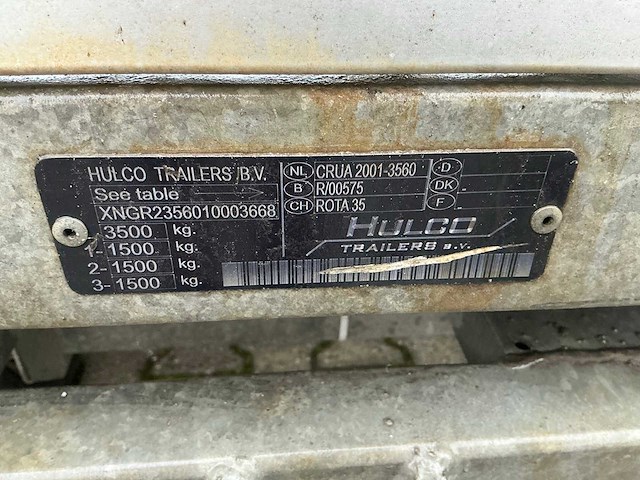 HULCO TRAILERS B.V.
See table
XNGR2356010003668
3500 kg.
1- 1500 kg.
2- 1500 kg.
3- 1500 kg.
NL CRUA 2001-3560
B R/00575
CH ROTA 35
D -
DK -
F -
HULCO
TRAILERS B.V.